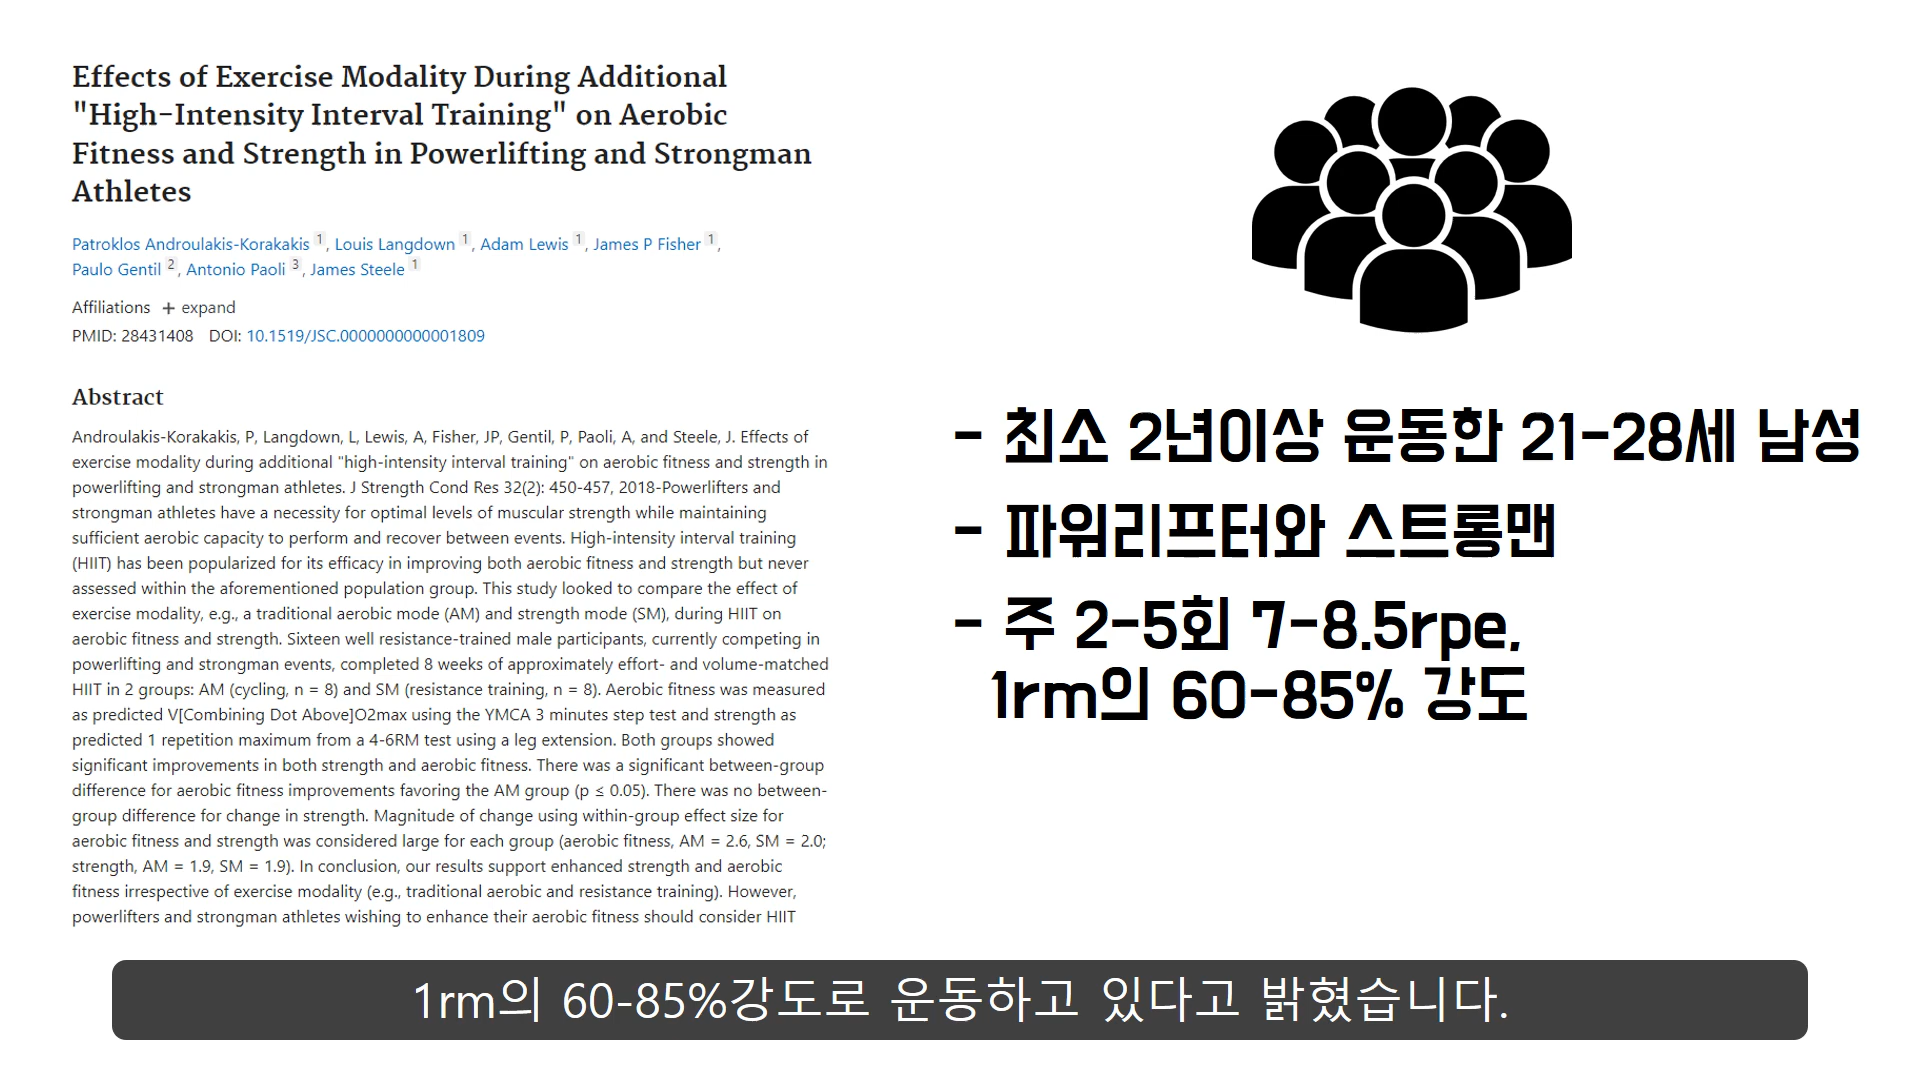 Effects of Exercise Modality During Additional
"High-Intensity Interval Training" on Aerobic
Fitness and Strength in Powerlifting and Strongman
Athletes
Patroklos Androulakis-Korakakis 1, Louis Langdown 1, Adam Lewis 1, James P Fisher 1,
Paulo Gentil 2, Antonio Paoli 3, James Steele 1
Affiliations + expand
PMID: 28431408 DOI: 10.1519/JSC.0000000000001809
Abstract
Androulakis-Korakakis, P, Langdown, L, Lewis, A, Fisher, JP, Gentil, P, Paoli, A, and Steele, J. Effects of
exercise modality during additional "high-intensity interval training" on aerobic fitness and strength in
powerlifting and strongman athletes. J Strength Cond Res 32(2): 450-457, 2018-Powerlifters and
strongman athletes have a necessity for optimal levels of muscular strength while maintaining
sufficient aerobic capacity to perform and recover between events. High-intensity interval training
(HIIT) has been popularized for its efficacy in improving both aerobic fitness and strength but never
assessed within the aforementioned population group. This study looked to compare the effect of
exercise modality, e.g., a traditional aerobic mode (AM) and strength mode (SM), during HIIT on
aerobic fitness and strength. Sixteen well resistance-trained male participants, currently competing in
powerlifting and strongman events, completed 8 weeks of approximately effort- and volume-matched
HIIT in 2 groups: AM (cycling, n = 8) and SM (resistance training, n = 8). Aerobic fitness was measured
as predicted V[Combining Dot Above]O2max using the YMCA 3 minutes step test and strength as
predicted 1 repetition maximum from a 4-6RM test using a leg extension. Both groups showed
significant improvements in both strength and aerobic fitness. There was a significant between-group
difference for aerobic fitness improvements favoring the AM group (p ≤ 0.05). There was no between-
group difference for change in strength. Magnitude of change using within-group effect size for
aerobic fitness and strength was considered large for each group (aerobic fitness, AM = 2.6, SM = 2.0;
strength, AM = 1.9, SM = 1.9). In conclusion, our results support enhanced strength and aerobic
fitness irrespective of exercise modality (e.g., traditional aerobic and resistance training). However,
powerlifters and strongman athletes wishing to enhance their aerobic fitness should consider HIIT
- 최소 2년이상 운동한 21-28세 남성
- 파워리프터와 스트롱맨
- 주 2-5회 7-8.5rpe,
1rm의 60-85% 강도
1rm의 60-85%강도로 운동하고 있다고 밝혔습니다.